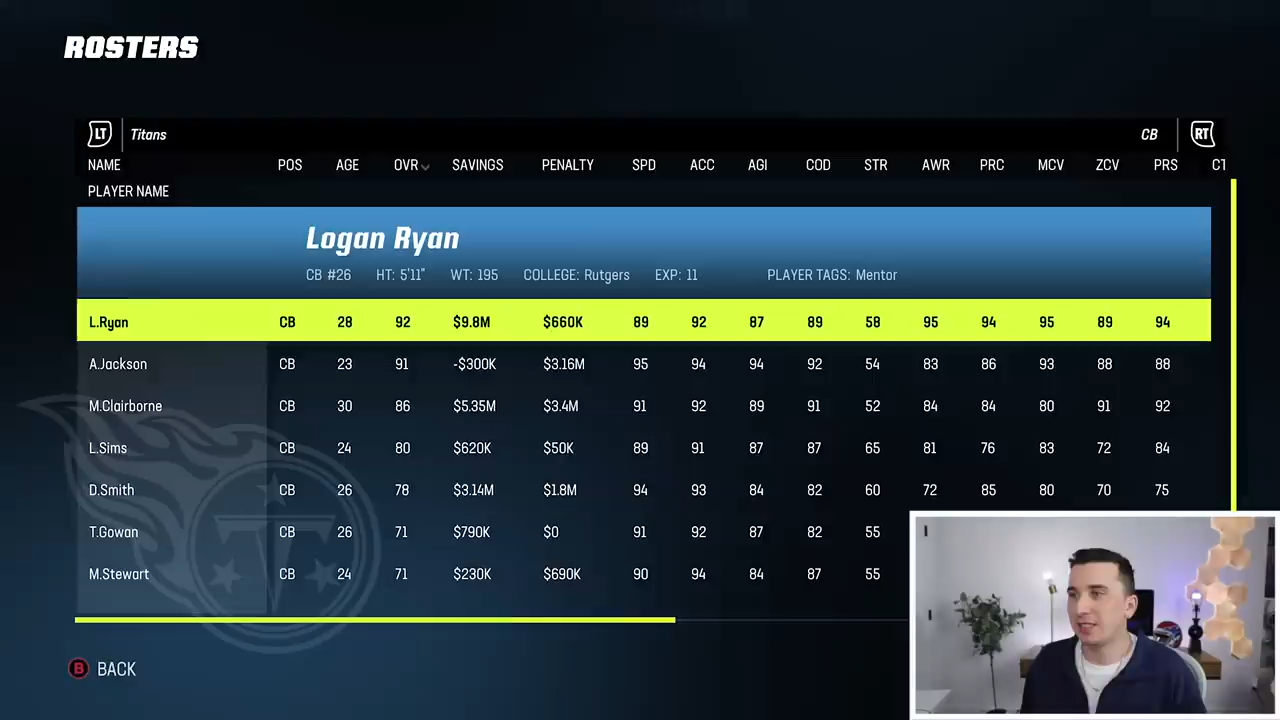 ROSTERS
LT Titans CB RT
NAME POS AGE OVR SAVINGS PENALTY SPD ACC AGI COD STR AWR PRC MCV ZCV PRS
PLAYER NAME
Logan Ryan
CB #26 HT: 5'11" WT: 195 COLLEGE: Rutgers EXP: 11 PLAYER TAGS: Mentor
L.Ryan CB 28 92 $9.8M $660K 89 92 87 89 58 95 94 95 89 94
A.Jackson CB 23 91 -$300K $3.16M 95 94 94 92 54 83 86 93 88 88
M.Clairborne CB 30 86 $5.35M $3.4M 91 92 89 91 52 84 84 80 91 92
L.Sims CB 24 80 $620K $50K 89 91 87 87 65 81 76 83 72 84
D.Smith CB 26 78 $3.14M $1.8M 94 93 84 82 60 72 85 80 70 75
T.Gowan CB 26 71 $790K $0 91 92 87 82 55
M.Stewart CB 24 71 $230K $690K 90 94 84 87 55
B BACK